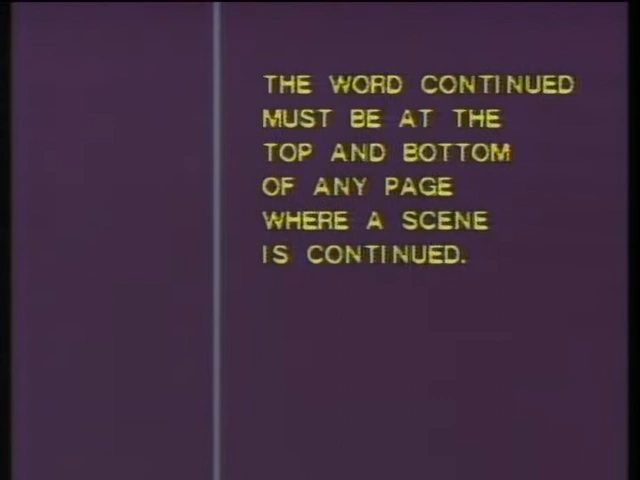 THE WORD CONTINUED
MUST BE AT THE
TOP AND BOTTOM
OF ANY PAGE
WHERE A SCENE
IS CONTINUED.